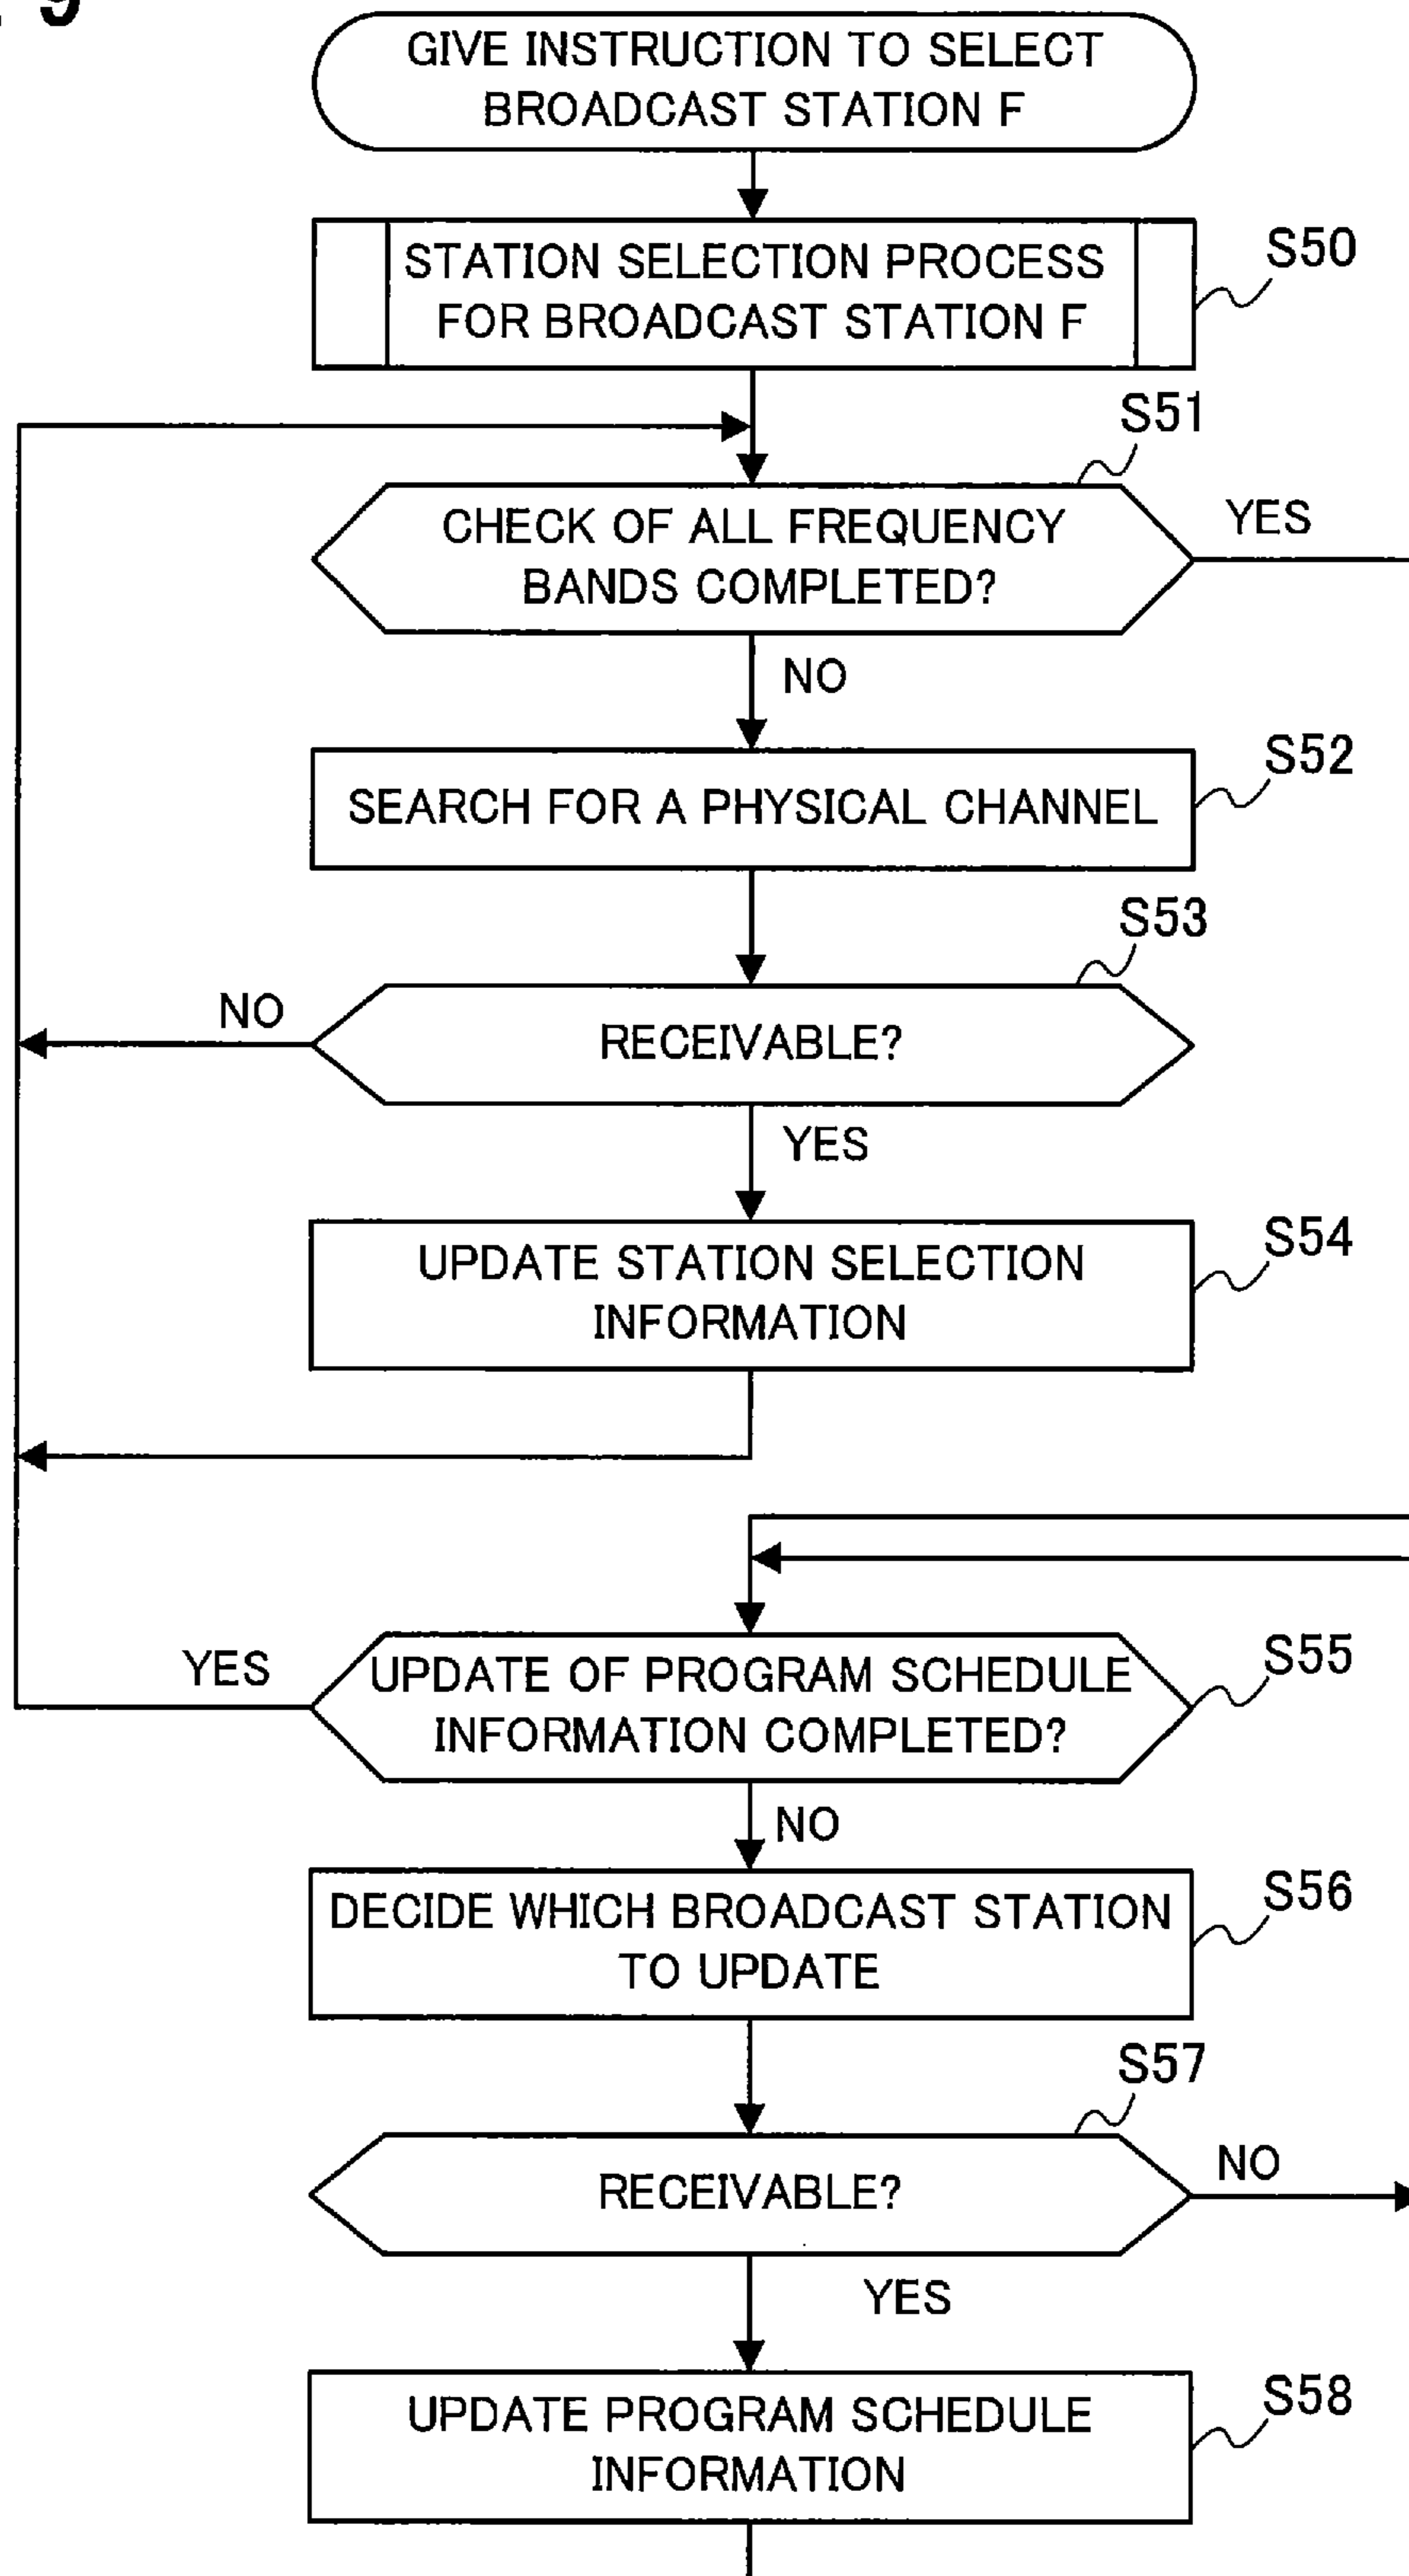 9
GIVE INSTRUCTION TO SELECT
BROADCAST STATION F
STATION SELECTION PROCESS
FOR BROADCAST STATION F
S50
S51
CHECK OF ALL FREQUENCY
BANDS COMPLETED?
YES
NO
SEARCH FOR A PHYSICAL CHANNEL
S52
S53
NO
RECEIVABLE?
YES
UPDATE STATION SELECTION
INFORMATION
S54
YES
UPDATE OF PROGRAM SCHEDULE
INFORMATION COMPLETED?
S55
NO
DECIDE WHICH BROADCAST STATION
TO UPDATE
S56
S57
RECEIVABLE?
NO
YES
UPDATE PROGRAM SCHEDULE
INFORMATION
S58